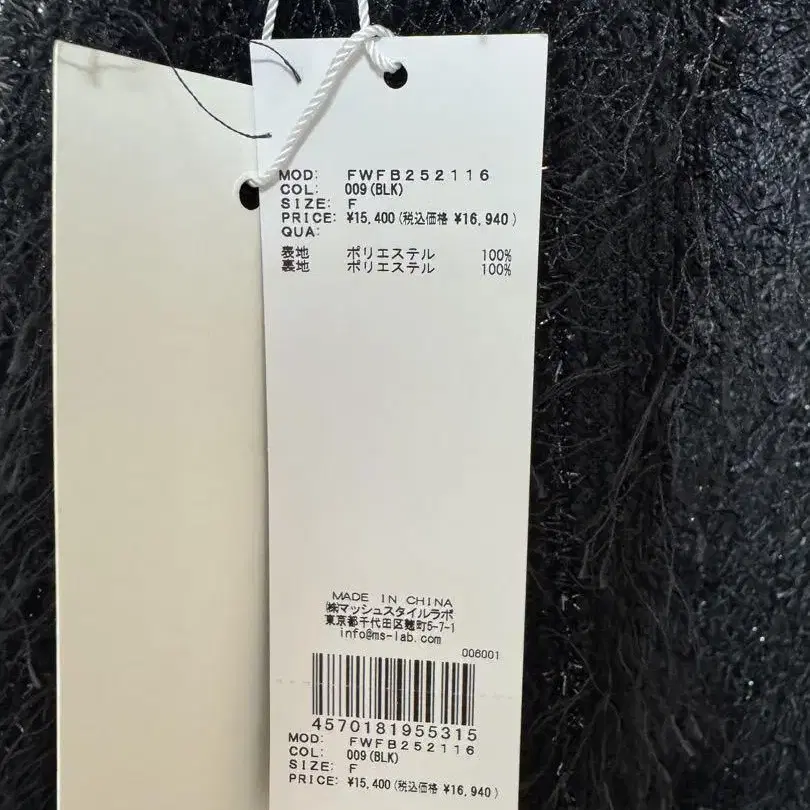 MOD: FWFB252116
COL: 009(BLK)
SIZE: F
PRICE: ¥15,400(税込価格 ¥16,940)
QUA:
表地 ポリエステル 100%
裏地 ポリエステル 100%
MADE IN CHINA
㈱マッシュスタイルラボ
東京都千代田区麹町5-7-1
info@ms-lab.com
006001
4570181955315
MOD: FWFB252116
COL: 009(BLK)
SIZE: F
PRICE: ¥15,400(税込価格 ¥16,940)